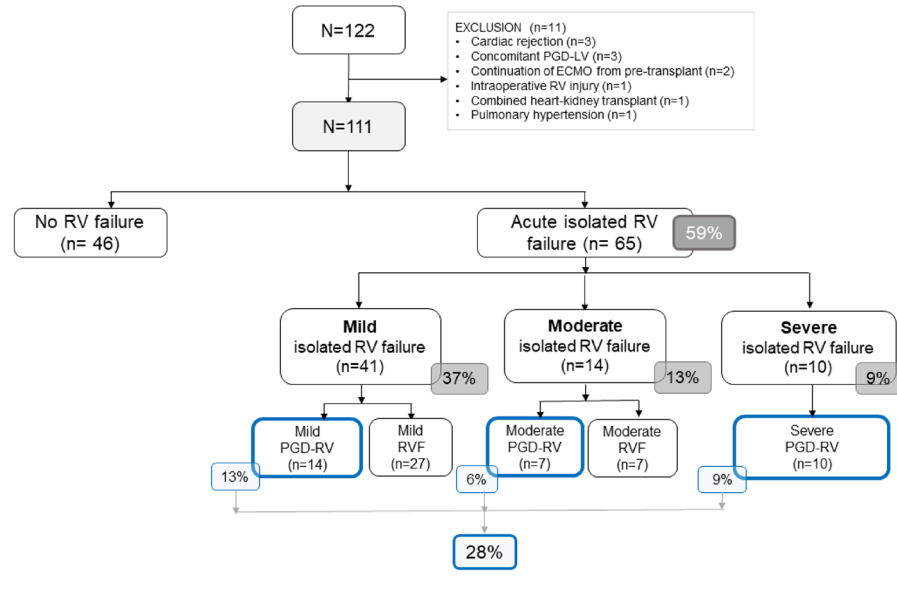 N=122
EXCLUSION (n=11)
• Cardiac rejection (n=3)
• Concomitant PGD-LV (n=3)
• Continuation of ECMO from pre-transplant (n=2)
• Intraoperative RV injury (n=1)
• Combined heart-kidney transplant (n=1)
• Pulmonary hypertension (n=1)
N=111
No RV failure
(n= 46)
Acute isolated RV
failure (n= 65)
59%
Mild
isolated RV failure
(n=41)
37%
Moderate
isolated RV failure
(n=14)
13%
Severe
isolated RV failure
(n=10)
9%
Mild
PGD-RV
(n=14)
13%
Mild
RVF
(n=27)
Moderate
PGD-RV
(n=7)
6%
Moderate
RVF
(n=7)
Severe
PGD-RV
(n=10)
9%
28%